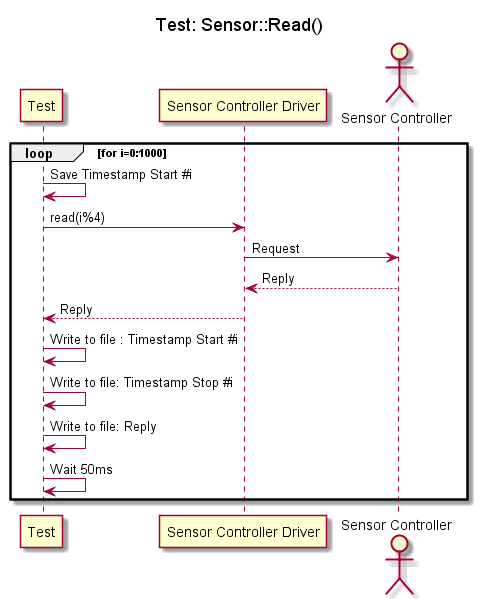 Test: Sensor::Read()
Sensor Controller
Test
Sensor Controller Driver
loop
[for i=0:1000]
Save Timestamp Start #i
read(i%4)
Request
Reply
Reply
Write to file : Timestamp Start #i
Write to file: Timestamp Stop #i
Write to file: Reply
Wait 50ms
Test
Sensor Controller Driver
Sensor Controller